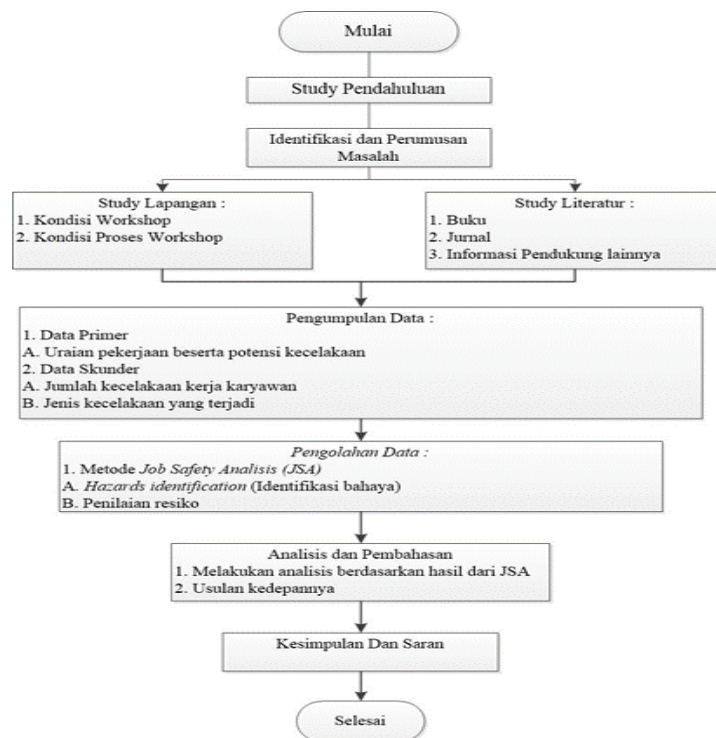 Mulai
Study Pendahuluan
Identifikasi dan Perumusan
Masalah
Study Lapangan :
1. Kondisi Workshop
2. Kondisi Proses Workshop
Study Literatur :
1. Buku
2. Jurnal
3. Informasi Pendukung lainnya
Pengumpulan Data :
1. Data Primer
A. Uraian pekerjaan beserta potensi kecelakaan
2. Data Skunder
A. Jumlah kecelakaan kerja karyawan
B. Jenis kecelakaan yang terjadi
Pengolahan Data :
1. Metode Job Safety Analisis (JSA)
A. Hazards identification (Identifikasi bahaya)
B. Penilaian resiko
Analisis dan Pembahasan
1. Melakukan analisis berdasarkan hasil dari JSA
2. Usulan kedepannya
Kesimpulan Dan Saran
Selesai